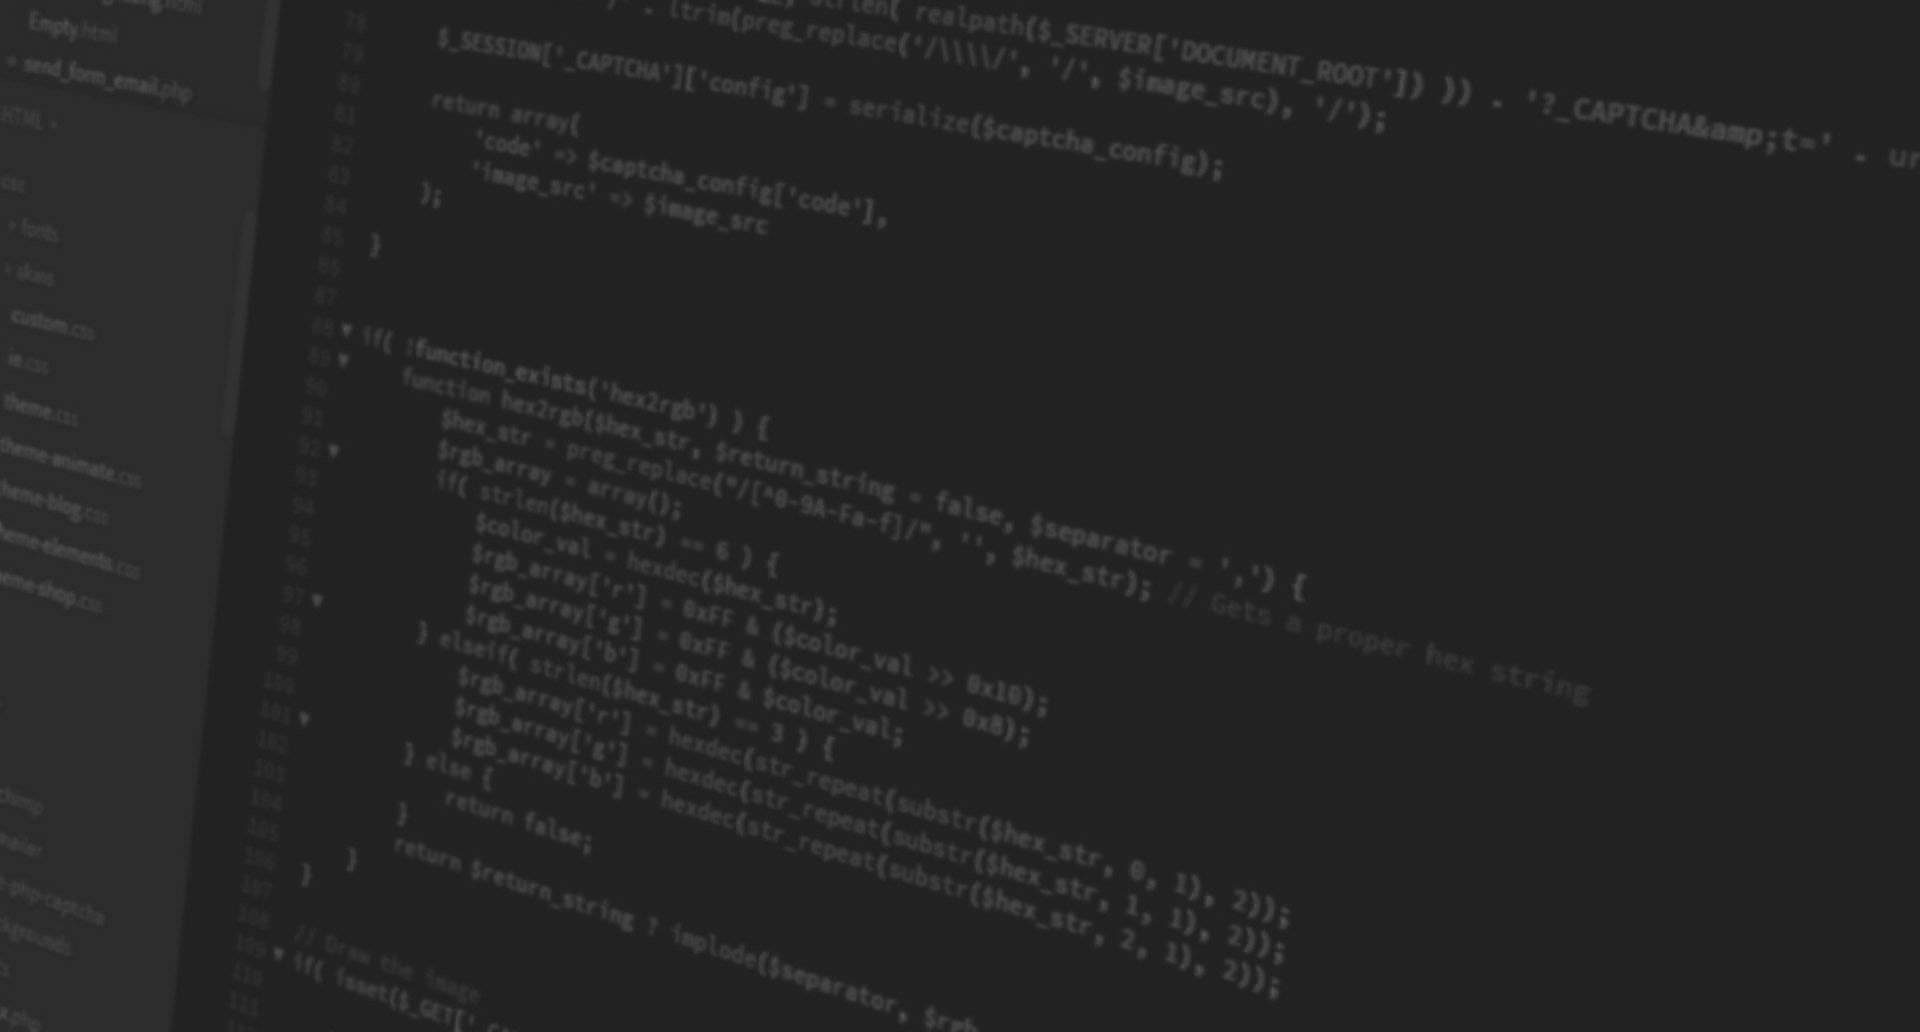 Empty.html
send_form_email.php
HTML
css
fonts
skins
custom.css
ie.css
theme.css
theme-animate.css
theme-blog.css
theme-elements.css
theme-shop.css
chimp
mailer
-php-captcha
78
79
80
81
82
83
84
85
86
87
88
89
90
91
92
93
94
95
96
97
98
99
100
101
102
103
104
105
106
107
108
109
110
111
strlen( realpath($_SERVER['DOCUMENT_ROOT']) )) . '?_CAPTCHA&amp;t=' .
. ltrim(preg_replace('/\\\\/', '/', $image_src), '/');
$_SESSION['_CAPTCHA']['config'] = serialize($captcha_config);
return array(
'code' => $captcha_config['code'],
'image_src' => $image_src
);
}
if( !function_exists('hex2rgb') ) {
function hex2rgb($hex_str, $return_string = false, $separator = ',') {
$hex_str = preg_replace("/[^0-9A-Fa-f]/", '', $hex_str); // Gets a proper hex string
$rgb_array = array();
if( strlen($hex_str) == 6 ) {
$color_val = hexdec($hex_str);
$rgb_array['r'] = 0xFF & ($color_val >> 0x10);
$rgb_array['g'] = 0xFF & ($color_val >> 0x8);
$rgb_array['b'] = 0xFF & $color_val;
} elseif( strlen($hex_str) == 3 ) {
$rgb_array['r'] = hexdec(str_repeat(substr($hex_str, 0, 1), 2));
$rgb_array['g'] = hexdec(str_repeat(substr($hex_str, 1, 1), 2));
$rgb_array['b'] = hexdec(str_repeat(substr($hex_str, 2, 1), 2));
} else {
return false;
}
return $return_string ? implode($separator, $rgb
}
}
// Draw the image
if( isset($_GET['